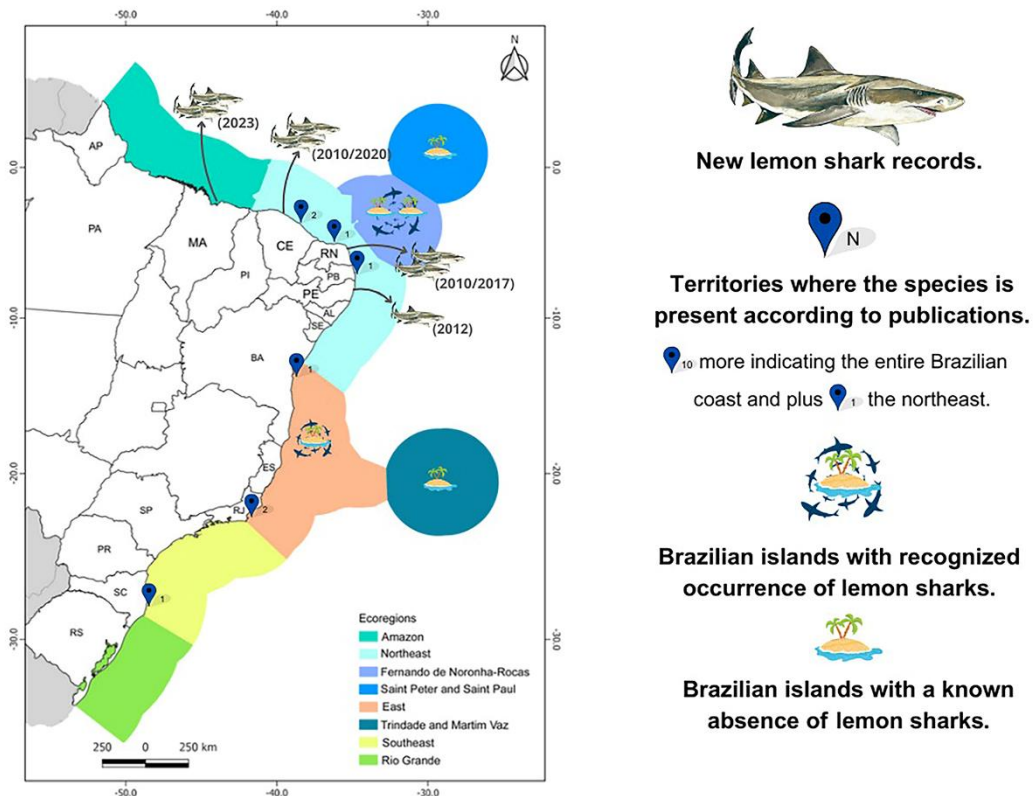 -50.0
-40.0
-30.0
N
(2023)
(2010/2020)
AP
0.0
0.0
2
1
PA
MA
CE
RN
1
PI
PB
(2010/2017)
PE
-10.0
AL
(2012)
-10.0
SE
BA
1
ES
-20.0
-20.0
SP
RJ
2
PR
SC
1
RS
-30.0
-30.0
Ecoregions
Amazon
Northeast
Fernando de Noronha-Rocas
Saint Peter and Saint Paul
East
Trindade and Martim Vaz
Southeast
Rio Grande
250 0 250 km
-50.0
-40.0
-30.0
New lemon shark records.
N
Territories where the species is
present according to publications.
10 more indicating the entire Brazilian
coast and plus 1 the northeast.
Brazilian islands with recognized
occurrence of lemon sharks.
Brazilian islands with a known
absence of lemon sharks.